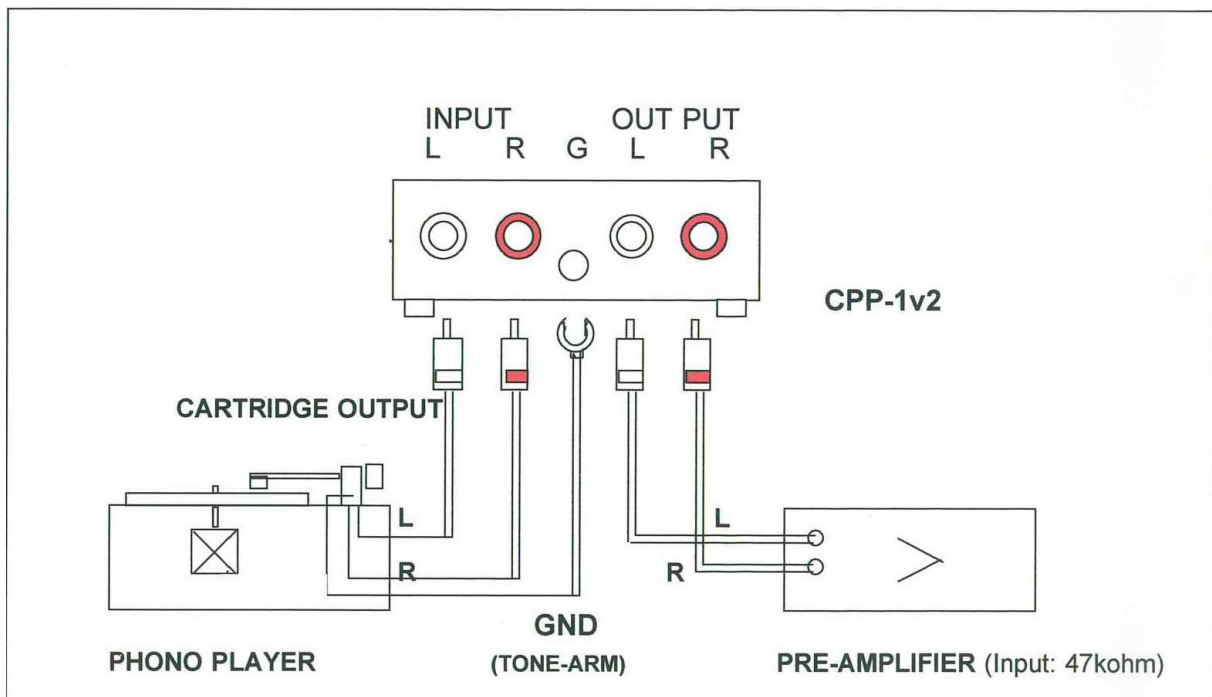 INPUT OUT PUT
L R G L R
CPP-1v2
CARTRIDGE OUTPUT
L L
R R
GND
(TONE-ARM)
PHONO PLAYER
PRE-AMPLIFIER (Input: 47kohm)